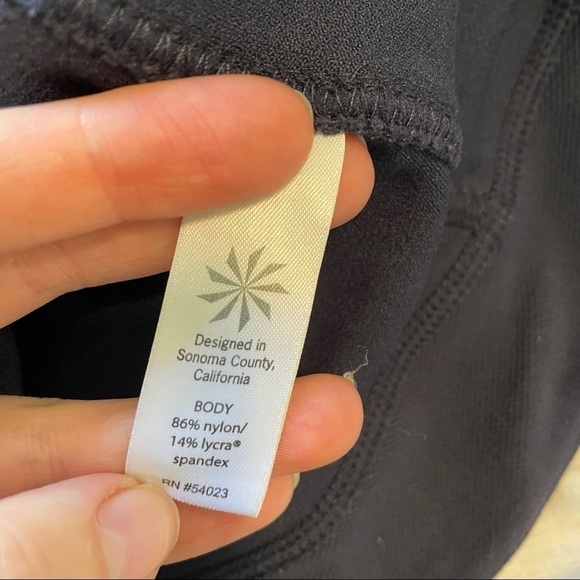 Designed in
Sonoma County,
California
BODY
86% nylon/
14% lycra®
spandex
RN #54023